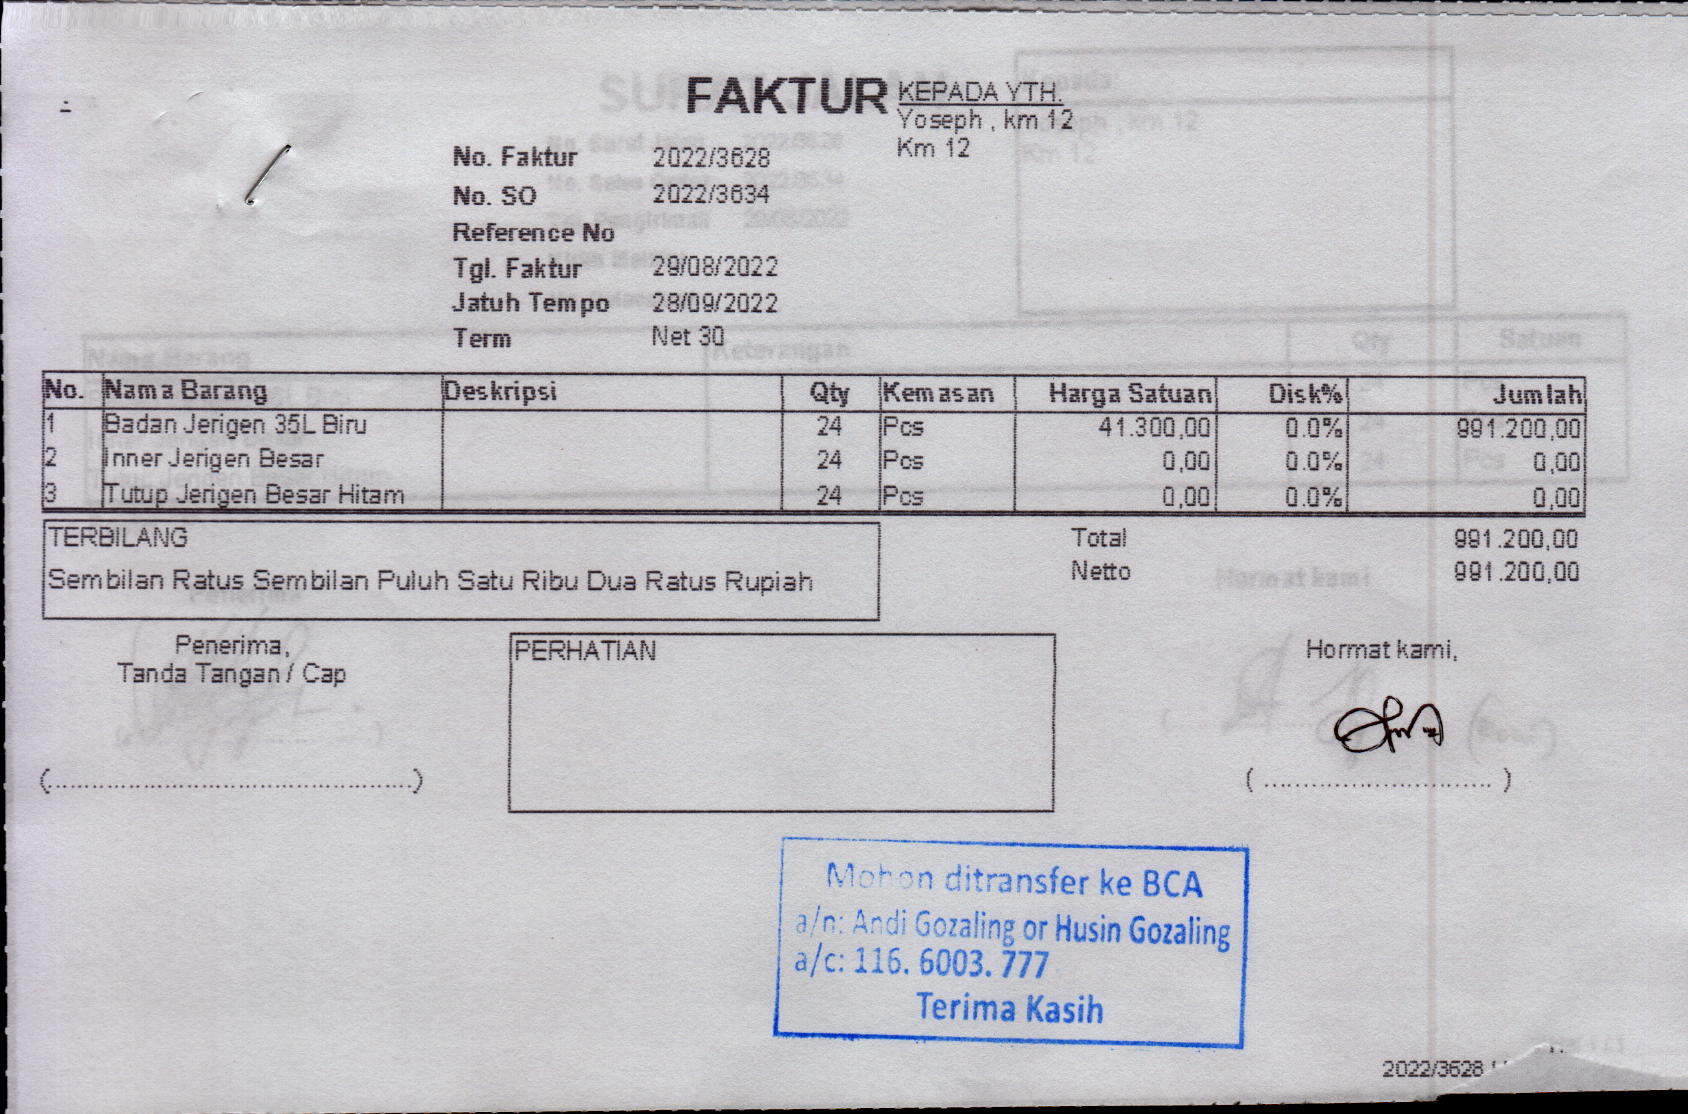 FAKTUR
KEPADA YTH.
Yoseph , km 12
Km 12
No. Faktur 2022/3628
No. SO 2022/3634
Reference No
Tgl. Faktur 29/08/2022
Jatuh Tempo 28/09/2022
Term Net 30
No. Nama Barang Deskripsi Qty Kemasan Harga Satuan Disk% Jumlah
1 Badan Jerigen 35L Biru 24 Pcs 41.300,00 0.0% 991.200,00
2 Inner Jerigen Besar 24 Pcs 0,00 0.0% 0,00
3 Tutup Jerigen Besar Hitam 24 Pcs 0,00 0.0% 0,00
TERBILANG
Sembilan Ratus Sembilan Puluh Satu Ribu Dua Ratus Rupiah
Total 991.200,00
Netto 991.200,00
Penerima,
Tanda Tangan / Cap
(................................................)
PERHATIAN
Hormat kami,
( .............................. )
Mohon ditransfer ke BCA
a/n: Andi Gozaling or Husin Gozaling
a/c: 116. 6003. 777
Terima Kasih
2022/3628